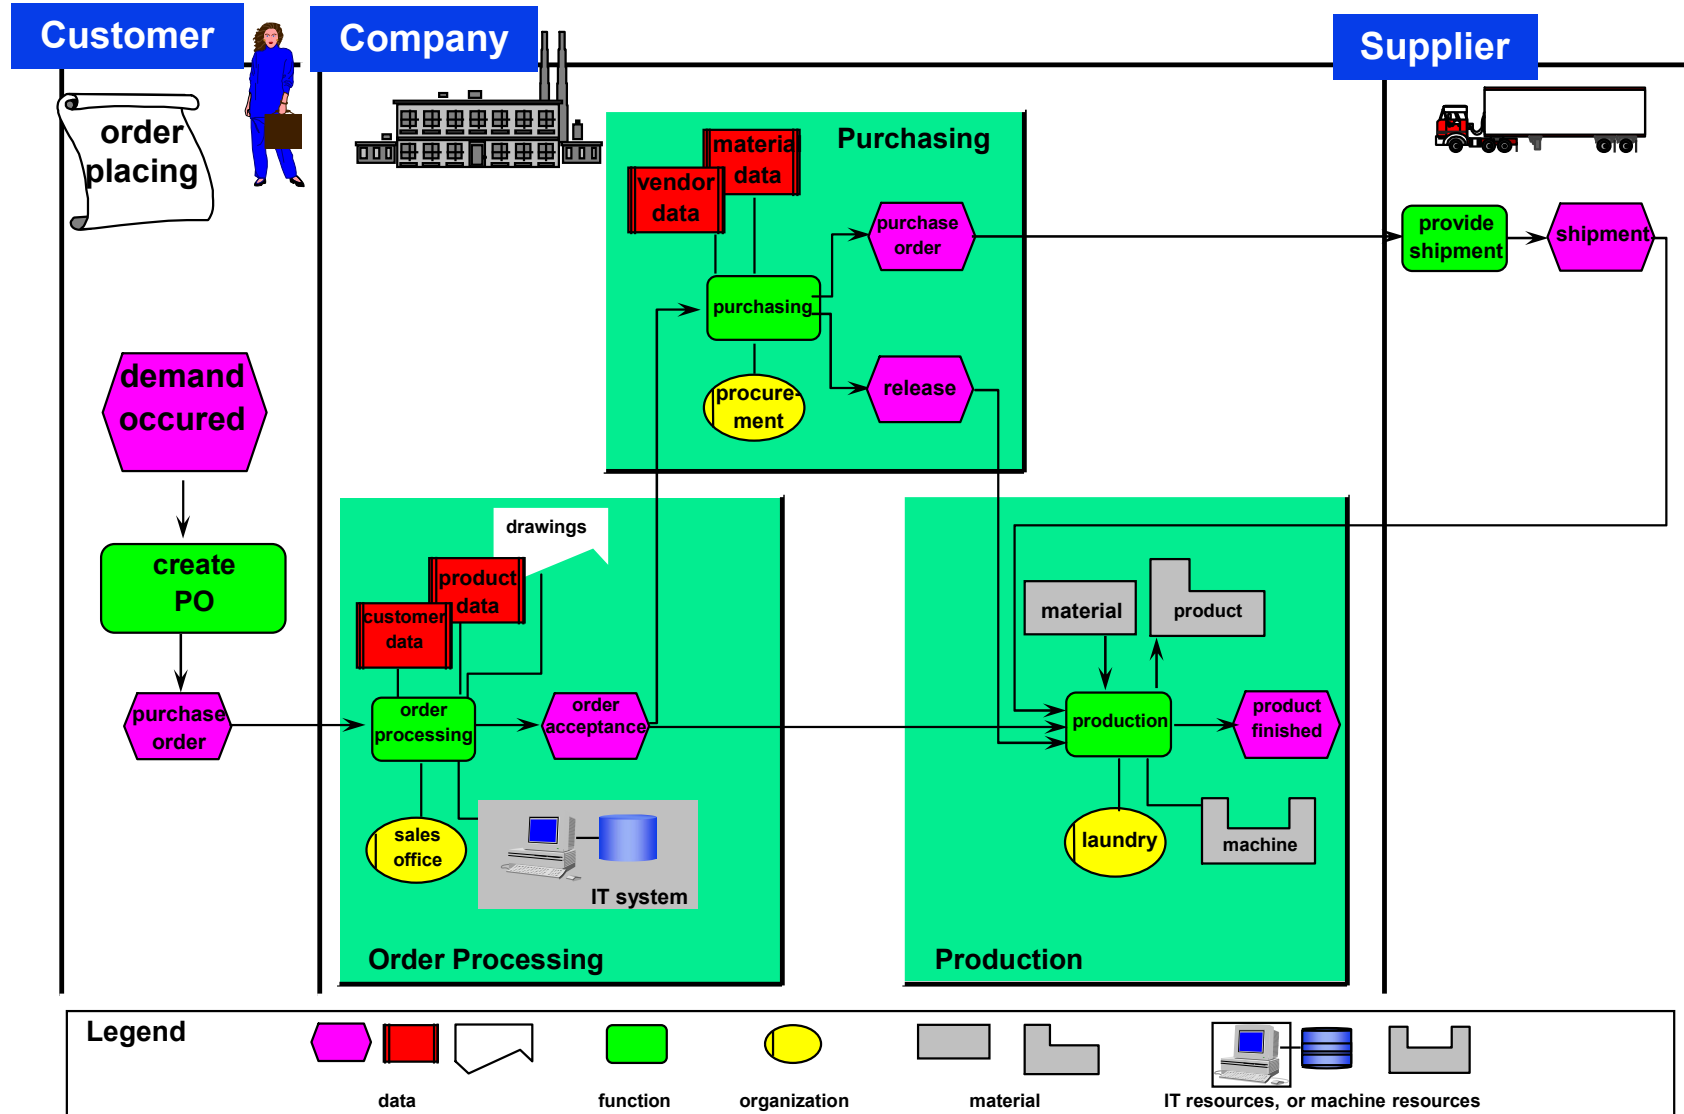 Customer
Company
Supplier
order
placing
Purchasing
material
data
vendor
data
purchase
order
provide
shipment
shipment
purchasing
demand
occured
release
procure-
ment
drawings
create
PO
product
data
customer
data
material
product
purchase
order
order
processing
order
acceptance
production
product
finished
sales
office
laundry
machine
IT system
Order Processing
Production
Legend
data
function
organization
material
IT resources, or machine resources